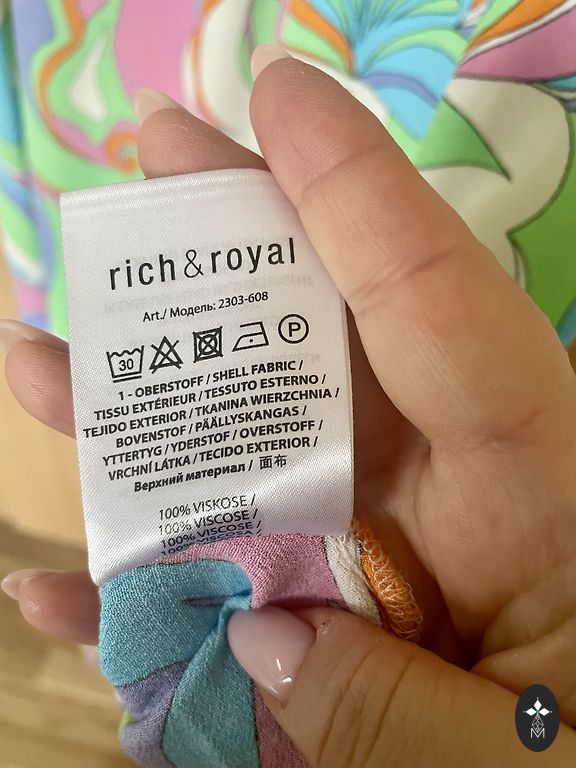 rich&royal
Art./ Модель: 2303-608
30 P
1 - OBERSTOFF / SHELL FABRIC /
TISSU EXTÉRIEUR / TESSUTO ESTERNO /
TEJIDO EXTERIOR / TKANINA WIERZCHNIA /
BOVENSTOF / PÄÄLLYSKANGAS /
YTTERTYG / YDERSTOF / OVERSTOFF /
VRCHNÍ LÁTKA / TECIDO EXTERIOR /
Верхний материал / 面布
100% VISKOSE /
100% VISCOSE /
100% VISCOSE /
100% VISCOSA /
M